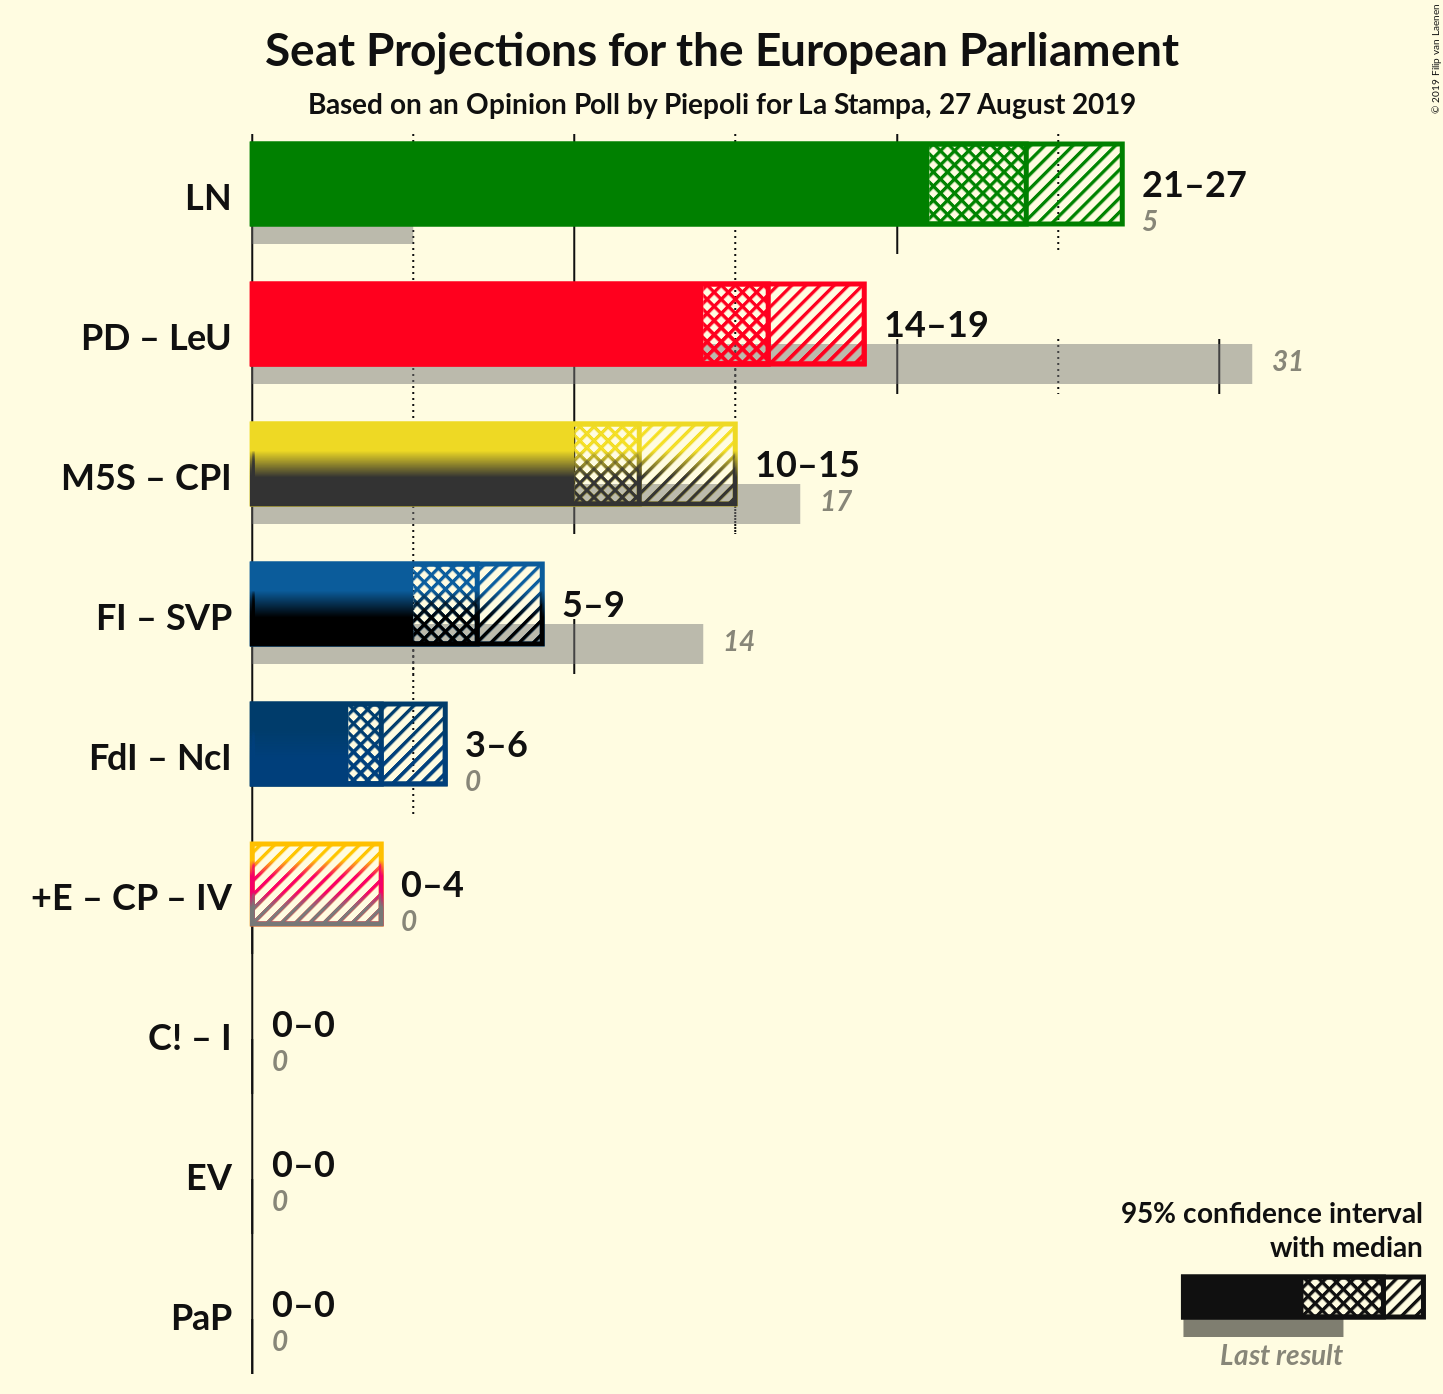 Seat Projections for the European Parliament
Based on an Opinion Poll by Piepoli for La Stampa, 27 August 2019
© 2019 Filip van Laenen
LN
21–27
5
PD – LeU
14–19
31
M5S – CPI
10–15
17
FI – SVP
5–9
14
FdI – NcI
3–6
0
+E – CP – IV
0–4
0
C! – I
0–0
0
EV
0–0
0
PaP
0–0
0
95% confidence interval
with median
Last result